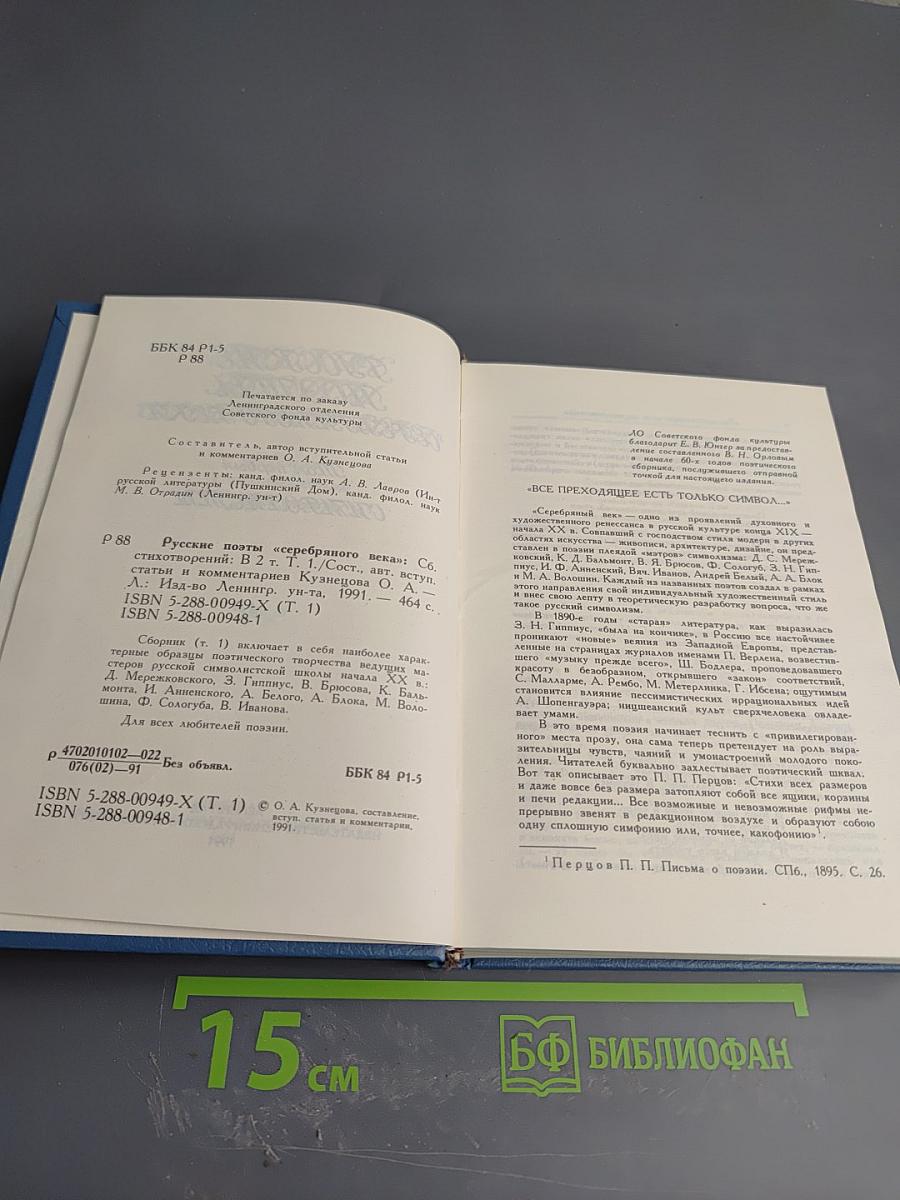 ББК 84 Р1-5
Р 88
Печатается по заказу
Ленинградского отделения
Советского фонда культуры
Составитель, автор вступительной статьи
и комментариев О. А. Кузнецова
Рецензенты: канд. филол. наук А. В. Лавров (Ин-т
русской литературы (Пушкинский Дом), канд. филол. наук
М. В. Отрадин (Ленингр. ун-т)
Р 88 Русские поэты «серебряного века»: Сб.
стихотворений: В 2 т. Т. 1./Сост., авт. вступ.
статьи и комментариев Кузнецова О. А. —
Л.: Изд-во Ленингр. ун-та, 1991. — 464 с.
ISBN 5-288-00949-X (Т. 1)
ISBN 5-288-00948-1
Сборник (т. 1) включает в себя наиболее харак-
терные образцы поэтического творчества ведущих ма-
стеров русской символистской школы начала XX в.:
Д. Мережковского, З. Гиппиус, В. Брюсова, К. Баль-
монта, И. Анненского, А. Белого, А. Блока, М. Воло-
шина, Ф. Сологуба, В. Иванова.
Для всех любителей поэзии.
Р 4702010102—022 Без объявл.
076(02)—91
ББК 84 Р1-5
ISBN 5-288-00949-X (Т. 1)
ISBN 5-288-00948-1
© О. А. Кузнецова, составление,
вступ. статья и комментарии,
1991.
ЛО Советского фонда культуры
благодарит Е. В. Юнгер за предостав-
ление составленного В. Н. Орловым
в начале 60-х годов поэтического
сборника, послужившего отправной
точкой для настоящего издания.
«ВСЕ ПРЕХОДЯЩЕЕ ЕСТЬ ТОЛЬКО СИМВОЛ...»
«Серебряный век» — одно из проявлений духовного и
художественного ренессанса в русской культуре конца XIX —
начала XX в. Совпавший с господством стиля модерн в других
областях искусства — живописи, архитектуре, дизайне, он пред-
ставлен в поэзии плеядой «мэтров» символизма: Д. С. Мереж-
ковский, К. Д. Бальмонт, В. Я. Брюсов, Ф. Сологуб, З. Н. Гип-
пиус, И. Ф. Анненский, Вяч. Иванов, Андрей Белый, А. А. Блок
и М. А. Волошин. Каждый из названных поэтов создал в рамках
этого направления свой индивидуальный художественный стиль
и внес свою лепту в теоретическую разработку вопроса, что же
такое русский символизм.
В 1890-е годы «старая» литература, как выразилась
З. Н. Гиппиус, «была на кончике», в Россию все настойчивее
проникают «новые» веяния из Западной Европы, представ-
ленные на страницах журналов именами П. Верлена, возвестив-
шего «музыку прежде всего», Ш. Бодлера, проповедовавшего
красоту в безобразном, открывшего «закон» соответствий,
С. Малларме, А. Рембо, М. Метерлинка, Г. Ибсена; ощутимым
становится влияние пессимистических иррациональных идей
А. Шопенгауэра; ницшеанский культ сверхчеловека овладе-
вает умами.
В это время поэзия начинает теснить с «привилегирован-
ного» места прозу, она сама теперь претендует на роль выра-
зительницы чувств, чаяний и умонастроений молодого поко-
ления. Читателей буквально захлестывает поэтический шквал.
Вот так описывает это П. П. Перцов: «Стихи всех размеров
и даже вовсе без размера затопляют собой все ящики, корзины
и печи редакции... Все возможные и невозможные рифмы не-
прерывно звенят в редакционном воздухе и образуют собою
одну сплошную симфонию или, точнее, какофонию»¹.
¹ Перцов П. П. Письма о поэзии. СПб., 1895. С. 26.
15 см
БФ БИБЛИОФАН